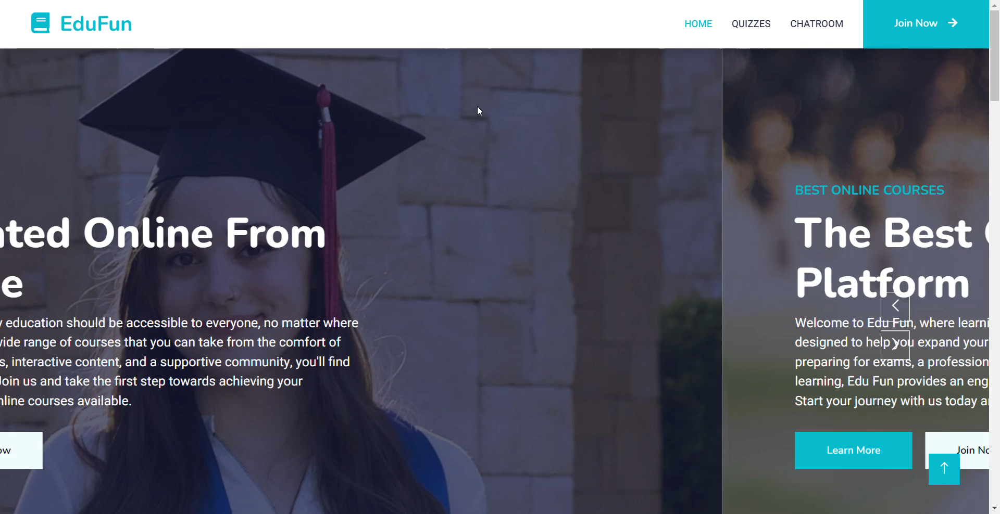 EduFun
HOME
QUIZZES
CHATROOM
Join Now
ted Online From
e
education should be accessible to everyone, no matter where
wide range of courses that you can take from the comfort of
s, interactive content, and a supportive community, you'll find
Join us and take the first step towards achieving your
nline courses available.
ow
BEST ONLINE COURSES
The Best
Platform
Welcome to Edu Fun, where learni
designed to help you expand your
preparing for exams, a profession
learning, Edu Fun provides an eng
Start your journey with us today a
Learn More
Join No